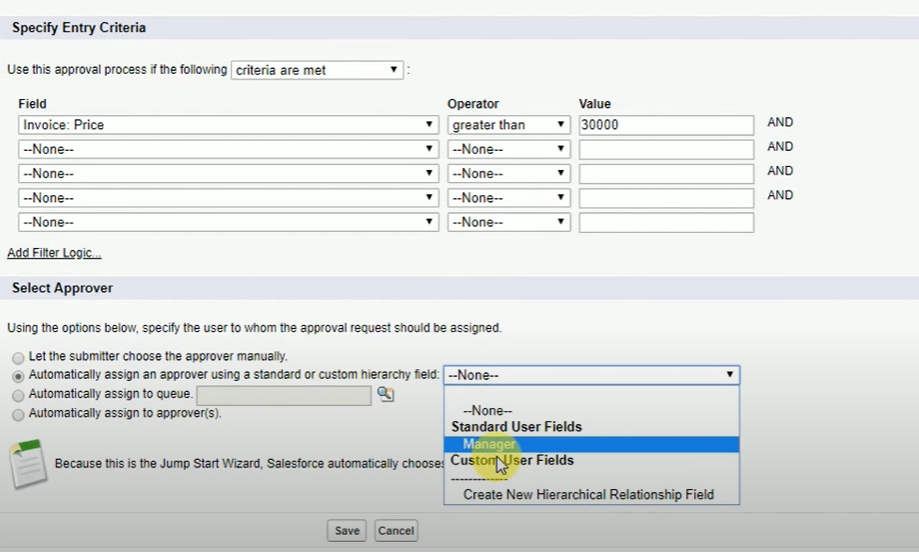 Specify Entry Criteria
Use this approval process if the following criteria are met :
Field Operator Value
Invoice: Price greater than 30000 AND
--None-- --None-- AND
--None-- --None-- AND
--None-- --None-- AND
--None-- --None--
Add Filter Logic...
Select Approver
Using the options below, specify the user to whom the approval request should be assigned.
Let the submitter choose the approver manually.
Automatically assign an approver using a standard or custom hierarchy field: --None--
Automatically assign to queue.
Automatically assign to approver(s).
--None--
Standard User Fields
Manager
Custom User Fields
-------------
Create New Hierarchical Relationship Field
Because this is the Jump Start Wizard, Salesforce automatically chooses
Save Cancel